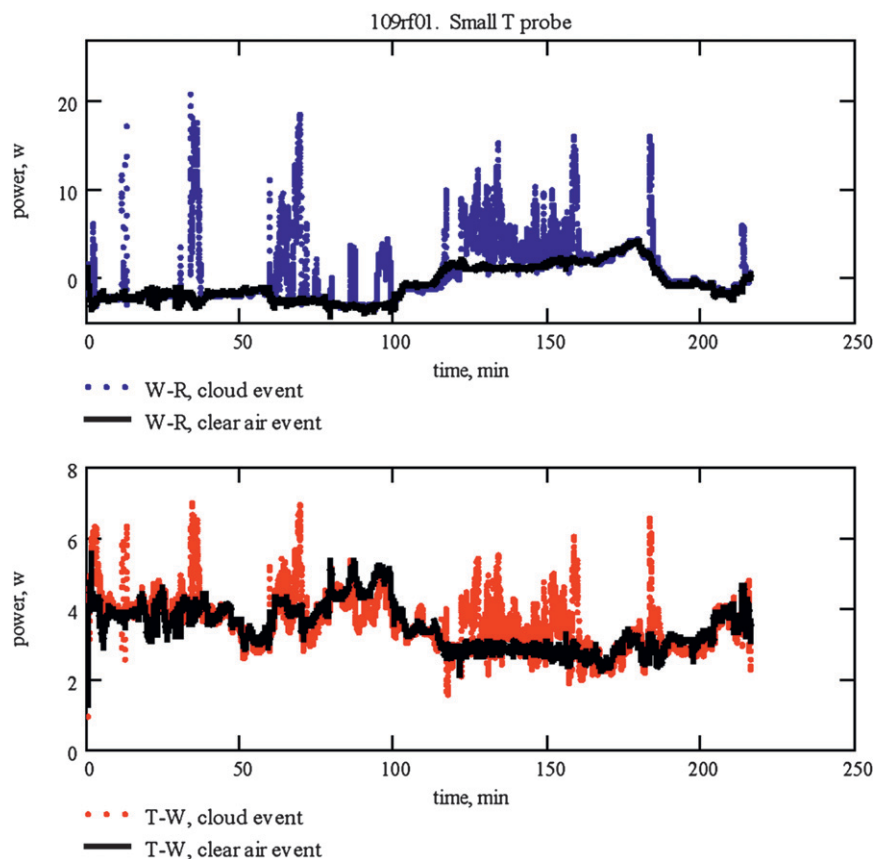 109rf01. Small T probe
power, w
20
10
0
0 50 100 150 200 250
time, min
W-R, cloud event
W-R, clear air event
power, w
8
6
4
2
0
0 50 100 150 200 250
time, min
T-W, cloud event
T-W, clear air event